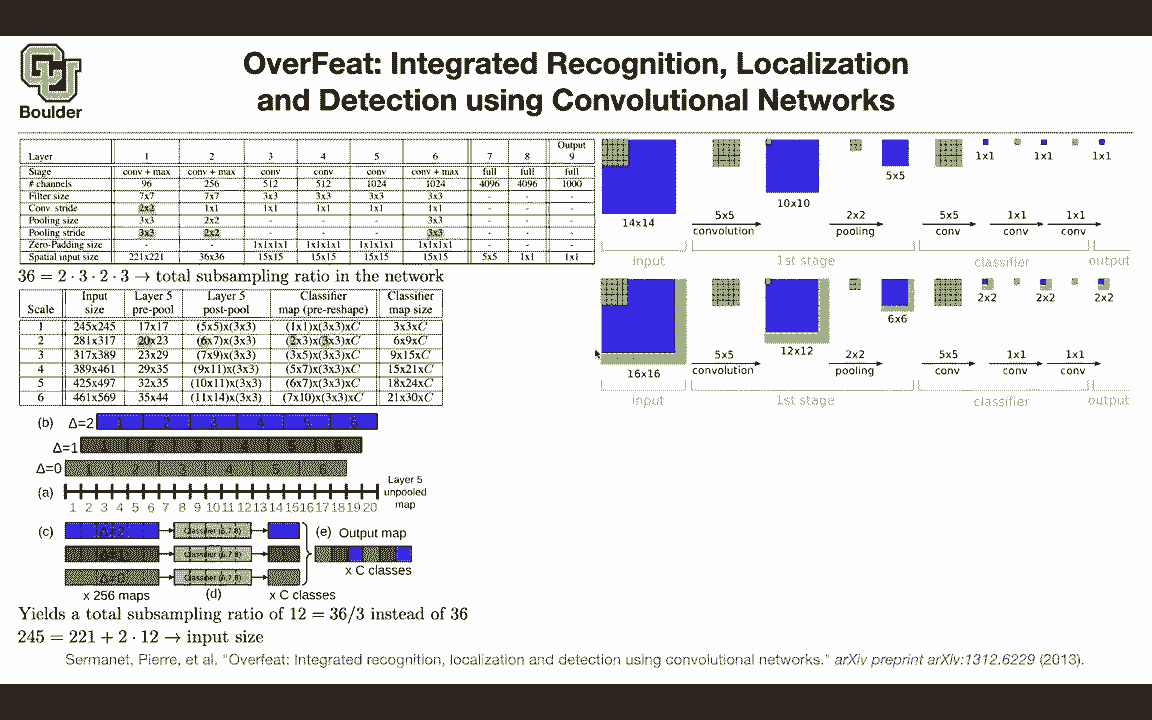 Boulder
OverFeat: Integrated Recognition, Localization
and Detection using Convolutional Networks
Layer 1 2 3 4 5 6 7 8 Output 9
Stage conv + max conv + max conv conv conv conv + max full full full
# channels 96 256 512 512 1024 1024 4096 4096 1000
Filter size 7x7 7x7 3x3 3x3 3x3 3x3 - - -
Conv. stride 2x2 1x1 1x1 1x1 1x1 1x1 - - -
Pooling size 3x3 2x2 - - - 3x3 - - -
Pooling stride 3x3 2x2 - - - 3x3 - - -
Zero-Padding size - - 1x1x1x1 1x1x1x1 1x1x1x1 1x1x1x1 - - -
Spatial input size 221x221 36x36 15x15 15x15 15x15 15x15 5x5 1x1 1x1
36 = 2 · 3 · 2 · 3 → total subsampling ratio in the network
Scale Input size Layer 5 pre-pool Layer 5 post-pool Classifier map (pre-reshape) Classifier map size
1 245x245 17x17 (5x5)x(3x3) (1x1)x(3x3)xC 3x3xC
2 281x317 20x23 (6x7)x(3x3) (2x3)x(3x3)xC 6x9xC
3 317x389 23x29 (7x9)x(3x3) (3x5)x(3x3)xC 9x15xC
4 389x461 29x35 (9x11)x(3x3) (5x7)x(3x3)xC 15x21xC
5 425x497 32x35 (10x11)x(3x3) (6x7)x(3x3)xC 18x24xC
6 461x569 35x44 (11x14)x(3x3) (7x10)x(3x3)xC 21x30xC
(b) Δ=2 1 2 3 4 5 6
Δ=1 1 2 3 4 5 6
Δ=0 1 2 3 4 5 6
(a) Layer 5 unpooled map
1 2 3 4 5 6 7 8 9 10 11 12 13 14 15 16 17 18 19 20
(c) Δ=2 Classifier (6,7,8) (e) Output map
Δ=1 Classifier (6,7,8)
x C classes
Δ=0 Classifier (6,7,8)
x 256 maps (d) x C classes
Yields a total subsampling ratio of 12 = 36/3 instead of 36
245 = 221 + 2 · 12 → input size
14x14 10x10 5x5 1x1 1x1 1x1
5x5 convolution 2x2 pooling 5x5 conv 1x1 conv 1x1 conv
input 1st stage classifier output
16x16 12x12 6x6 2x2 2x2 2x2
5x5 convolution 2x2 pooling 5x5 conv 1x1 conv 1x1 conv
input 1st stage classifier output
Sermanet, Pierre, et al. "Overfeat: Integrated recognition, localization and detection using convolutional networks." arXiv preprint arXiv:1312.6229 (2013).